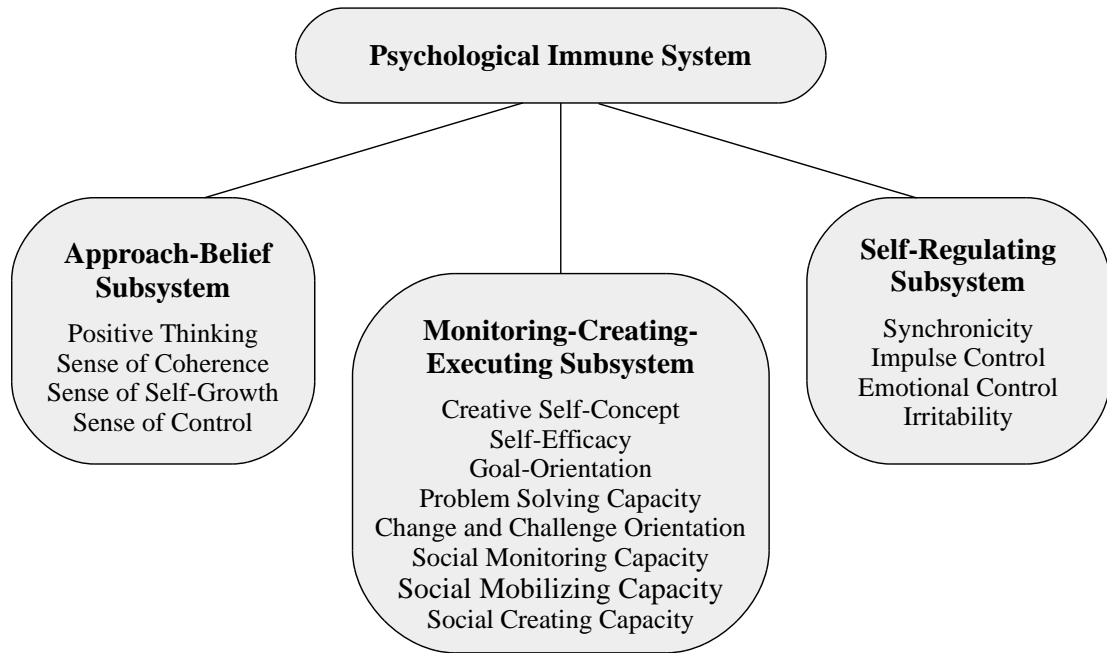 Psychological Immune System
Approach-Belief
Subsystem
Positive Thinking
Sense of Coherence
Sense of Self-Growth
Sense of Control
Monitoring-Creating-
Executing Subsystem
Creative Self-Concept
Self-Efficacy
Goal-Orientation
Problem Solving Capacity
Change and Challenge Orientation
Social Monitoring Capacity
Social Mobilizing Capacity
Social Creating Capacity
Self-Regulating
Subsystem
Synchronicity
Impulse Control
Emotional Control
Irritability